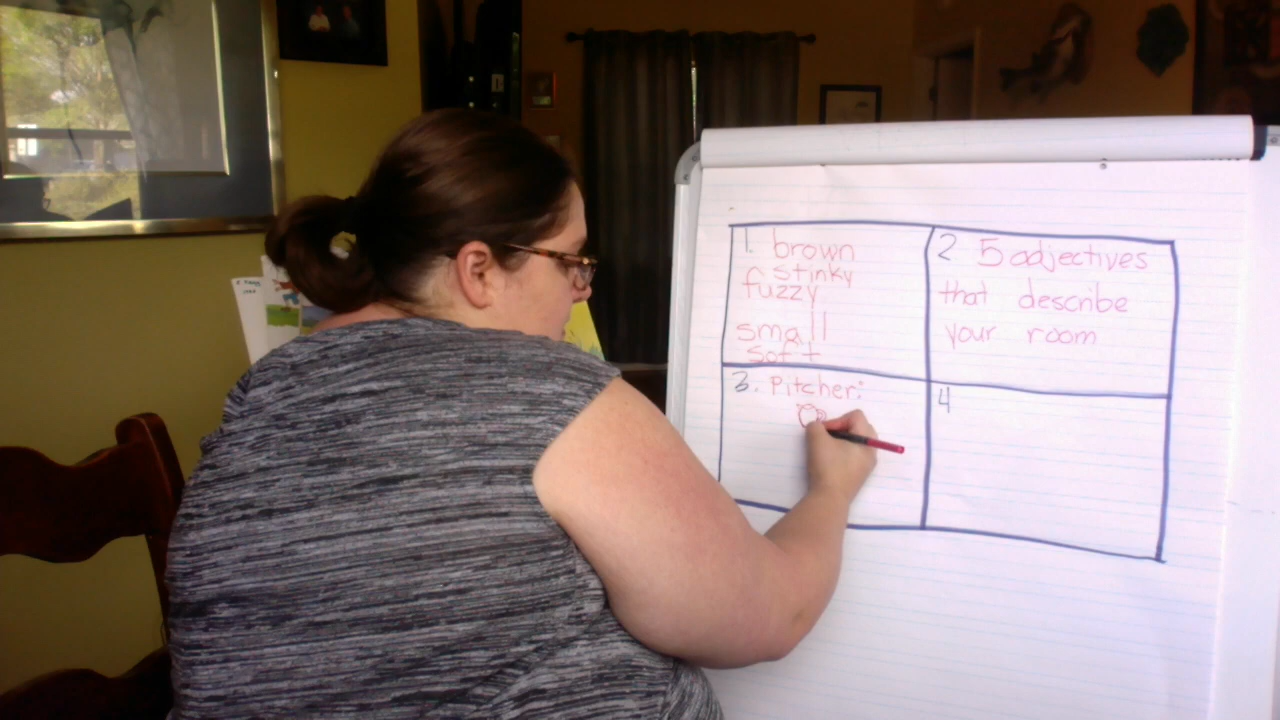 1. brown
stinky
fuzzy
small
soft
2 5 adjectives
that describe
your room
3. Pitcher:
4